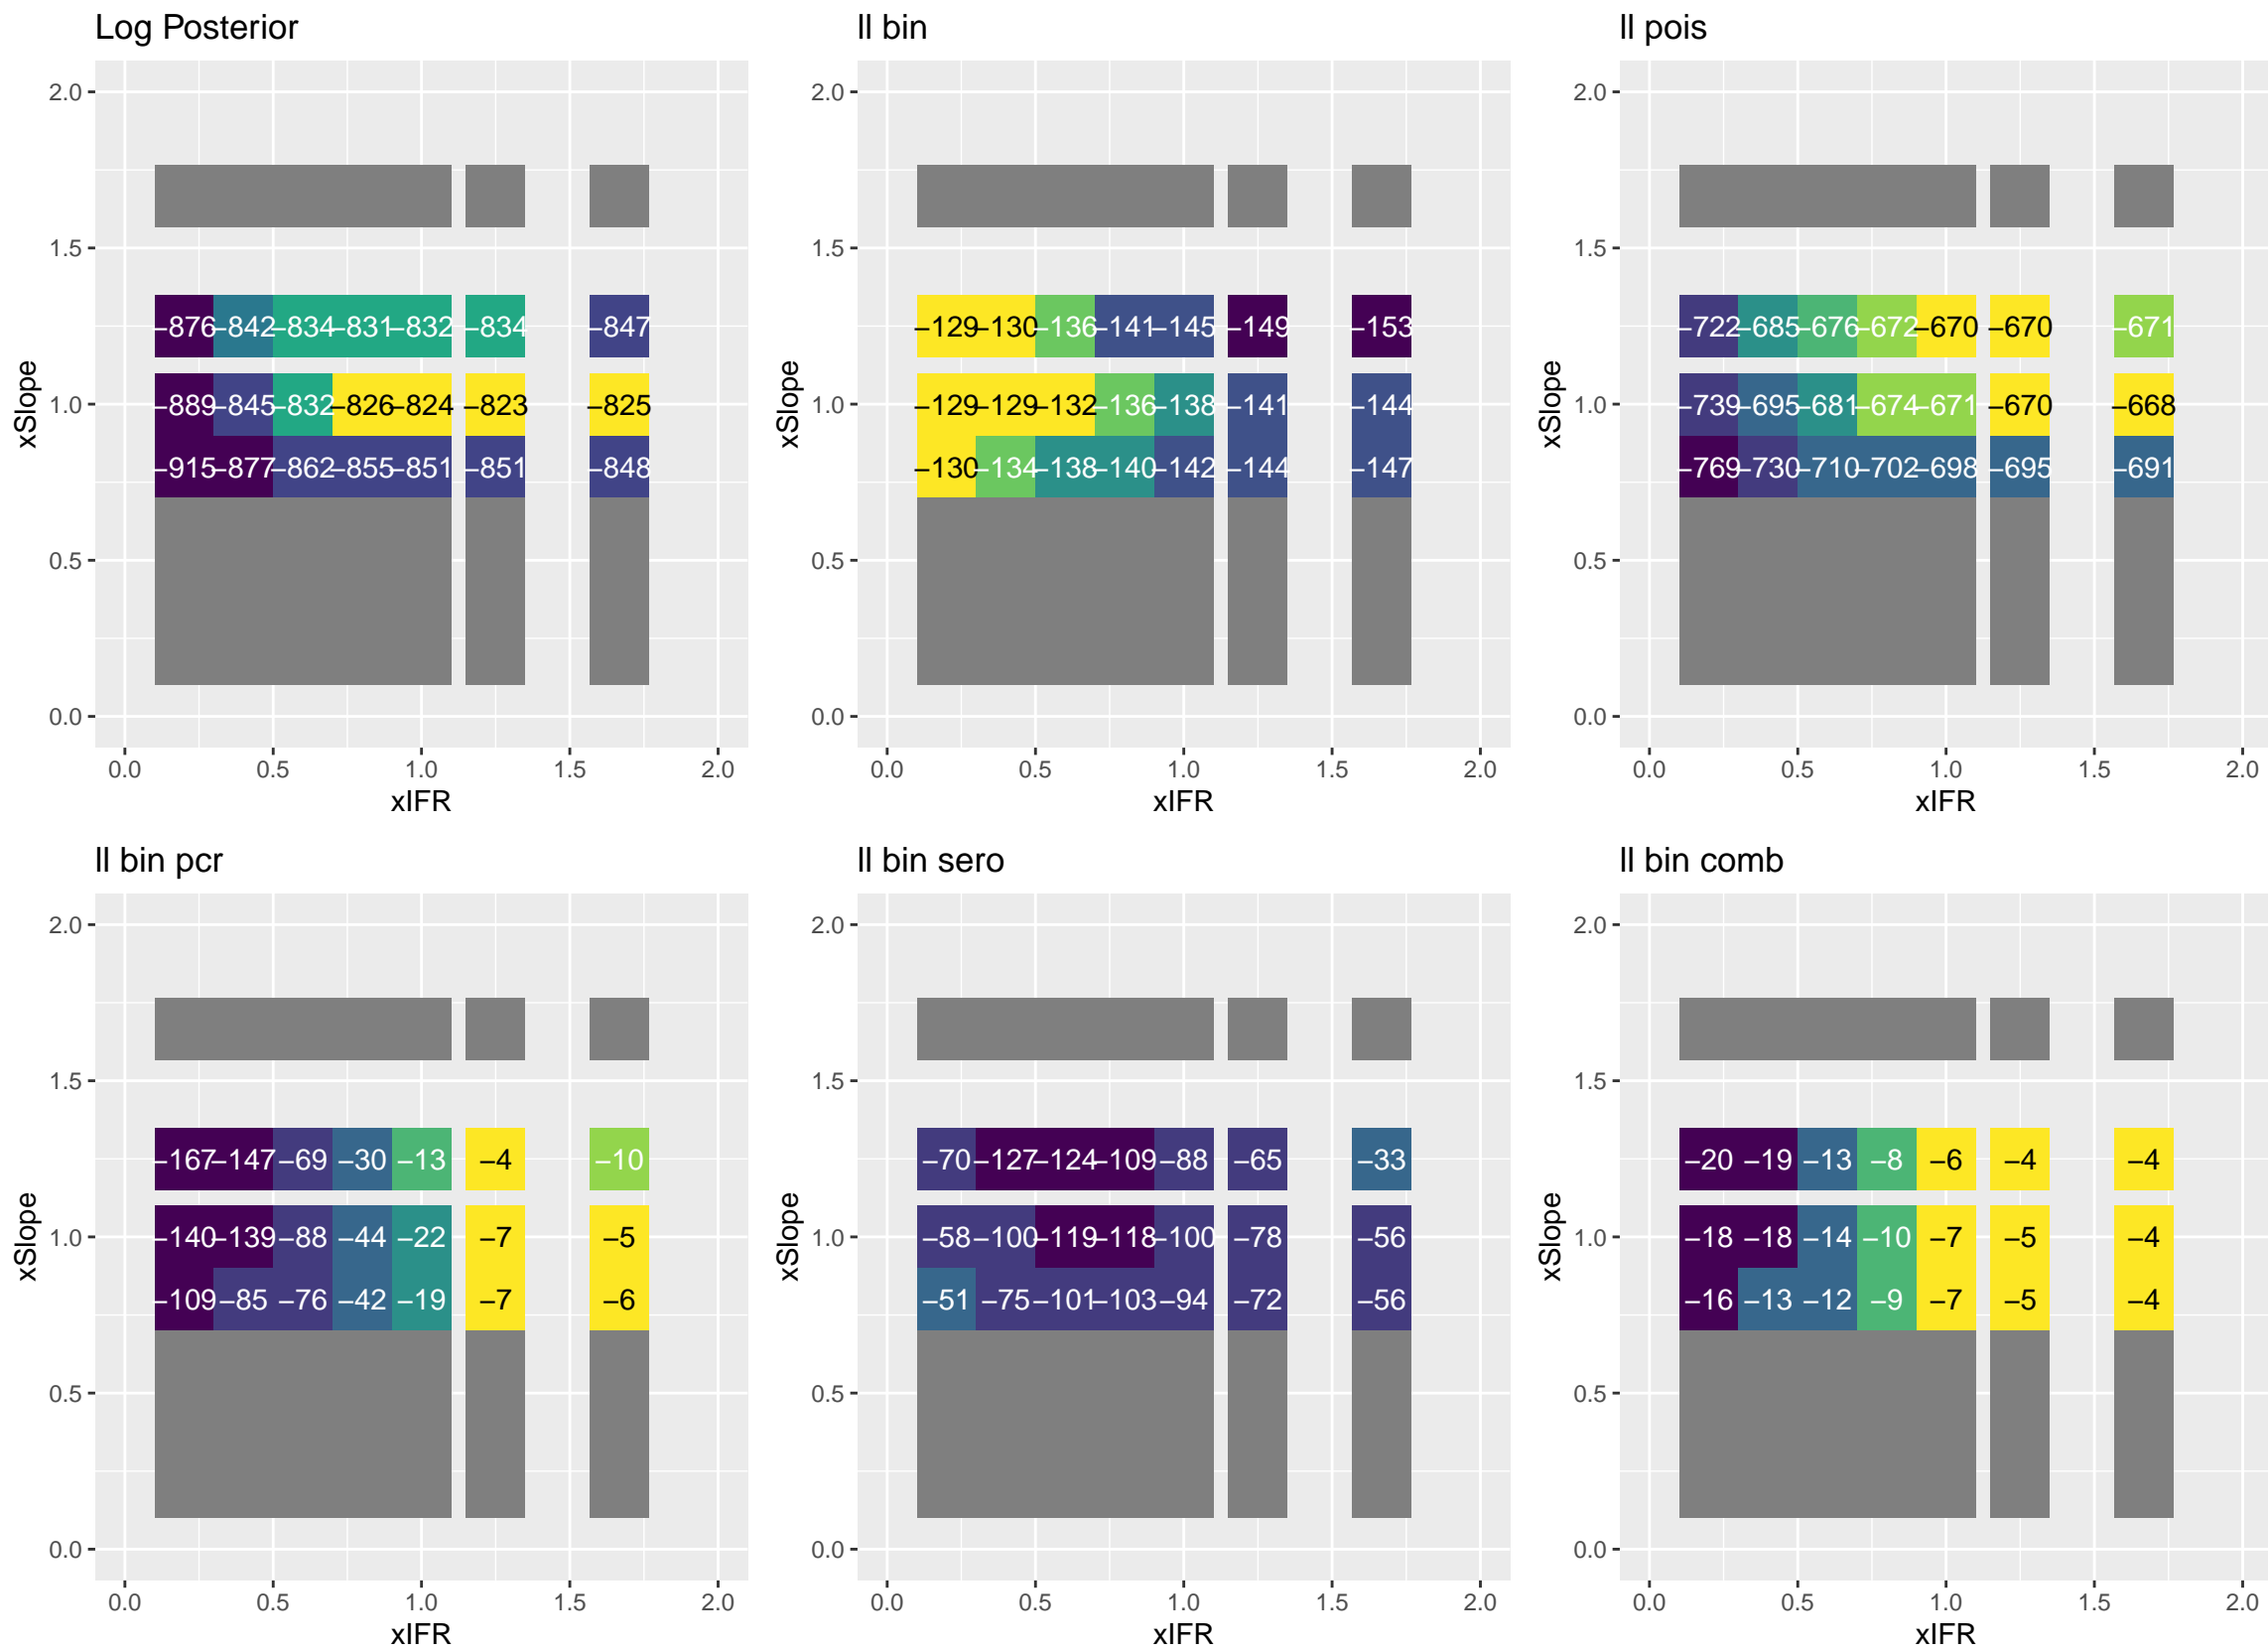 Log Posterior
ll bin
ll pois
2.0
1.5
1.0
0.5
0.0
xSlope
−876 −842 −834 −831 −832 −834 −847
−889 −845 −832 −826 −824 −823 −825
−915 −877 −862 −855 −851 −851 −848
0.0 0.5 1.0 1.5 2.0
xIFR
2.0
1.5
1.0
0.5
0.0
xSlope
−129 −130 −136 −141 −145 −149 −153
−129 −129 −132 −136 −138 −141 −144
−130 −134 −138 −140 −142 −144 −147
0.0 0.5 1.0 1.5 2.0
xIFR
2.0
1.5
1.0
0.5
0.0
xSlope
−722 −685 −676 −672 −670 −670 −671
−739 −695 −681 −674 −671 −670 −668
−769 −730 −710 −702 −698 −695 −691
0.0 0.5 1.0 1.5 2.0
xIFR
ll bin pcr
ll bin sero
ll bin comb
2.0
1.5
1.0
0.5
0.0
xSlope
−167 −147 −69 −30 −13 −4 −10
−140 −139 −88 −44 −22 −7 −5
−109 −85 −76 −42 −19 −7 −6
0.0 0.5 1.0 1.5 2.0
xIFR
2.0
1.5
1.0
0.5
0.0
xSlope
−70 −127 −124 −109 −88 −65 −33
−58 −100 −119 −118 −100 −78 −56
−51 −75 −101 −103 −94 −72 −56
0.0 0.5 1.0 1.5 2.0
xIFR
2.0
1.5
1.0
0.5
0.0
xSlope
−20 −19 −13 −8 −6 −4 −4
−18 −18 −14 −10 −7 −5 −4
−16 −13 −12 −9 −7 −5 −4
0.0 0.5 1.0 1.5 2.0
xIFR